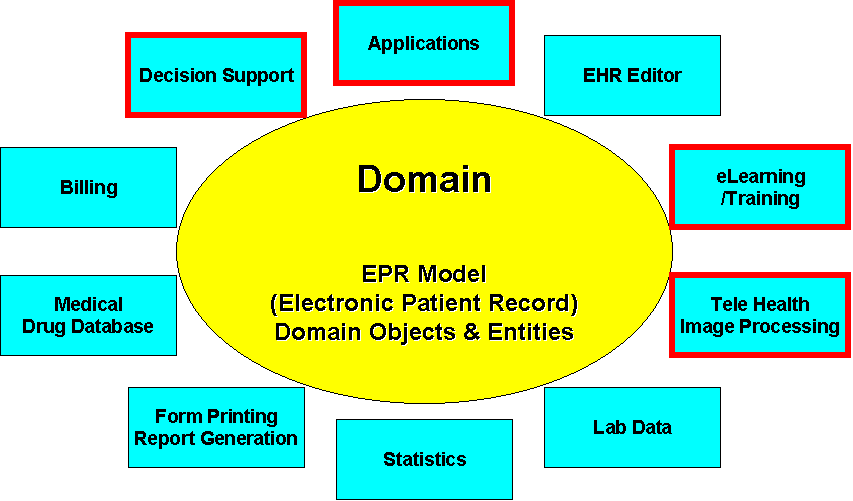 Applications
Decision Support
EHR Editor
Billing
Domain
eLearning
/Training
EPR Model
(Electronic Patient Record)
Domain Objects & Entities
Medical
Drug Database
Tele Health
Image Processing
Form Printing
Report Generation
Statistics
Lab Data